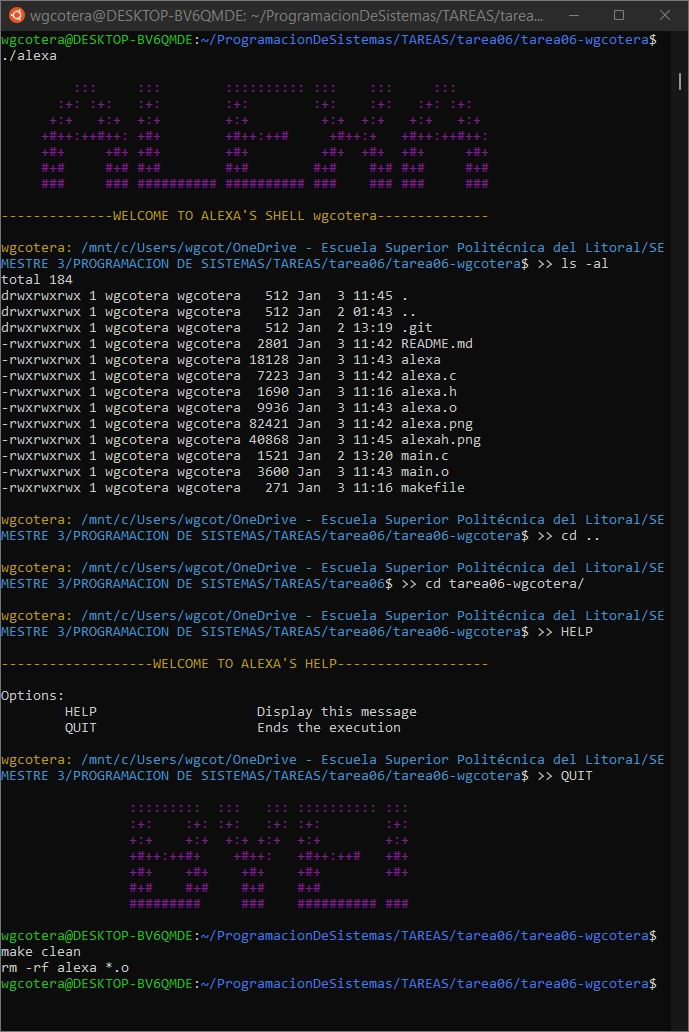 wgcotera@DESKTOP-BV6QMDE: ~/ProgramacionDeSistemas/TAREAS/tarea...
wgcotera@DESKTOP-BV6QMDE:~/ProgramacionDeSistemas/TAREAS/tarea06/tarea06-wgcotera$
./alexa
ALEXA
--------------WELCOME TO ALEXA'S SHELL wgcotera--------------
wgcotera: /mnt/c/Users/wgcot/OneDrive - Escuela Superior Politécnica del Litoral/SE
MESTRE 3/PROGRAMACION DE SISTEMAS/TAREAS/tarea06/tarea06-wgcotera$ >> ls -al
total 184
drwxrwxrwx 1 wgcotera wgcotera   512 Jan  3 11:45 .
drwxrwxrwx 1 wgcotera wgcotera   512 Jan  2 01:43 ..
drwxrwxrwx 1 wgcotera wgcotera   512 Jan  2 13:19 .git
-rwxrwxrwx 1 wgcotera wgcotera  2801 Jan  3 11:42 README.md
-rwxrwxrwx 1 wgcotera wgcotera 18128 Jan  3 11:43 alexa
-rwxrwxrwx 1 wgcotera wgcotera  7223 Jan  3 11:42 alexa.c
-rwxrwxrwx 1 wgcotera wgcotera  1690 Jan  3 11:16 alexa.h
-rwxrwxrwx 1 wgcotera wgcotera  9936 Jan  3 11:43 alexa.o
-rwxrwxrwx 1 wgcotera wgcotera 82421 Jan  3 11:42 alexa.png
-rwxrwxrwx 1 wgcotera wgcotera 40868 Jan  3 11:45 alexah.png
-rwxrwxrwx 1 wgcotera wgcotera  1521 Jan  2 13:20 main.c
-rwxrwxrwx 1 wgcotera wgcotera  3600 Jan  3 11:43 main.o
-rwxrwxrwx 1 wgcotera wgcotera   271 Jan  3 11:16 makefile
wgcotera: /mnt/c/Users/wgcot/OneDrive - Escuela Superior Politécnica del Litoral/SE
MESTRE 3/PROGRAMACION DE SISTEMAS/TAREAS/tarea06/tarea06-wgcotera$ >> cd ..
wgcotera: /mnt/c/Users/wgcot/OneDrive - Escuela Superior Politécnica del Litoral/SE
MESTRE 3/PROGRAMACION DE SISTEMAS/TAREAS/tarea06$ >> cd tarea06-wgcotera/
wgcotera: /mnt/c/Users/wgcot/OneDrive - Escuela Superior Politécnica del Litoral/SE
MESTRE 3/PROGRAMACION DE SISTEMAS/TAREAS/tarea06/tarea06-wgcotera$ >> HELP
-------------------WELCOME TO ALEXA'S HELP-------------------
Options:
HELP                    Display this message
QUIT                    Ends the execution
wgcotera: /mnt/c/Users/wgcot/OneDrive - Escuela Superior Politécnica del Litoral/SE
MESTRE 3/PROGRAMACION DE SISTEMAS/TAREAS/tarea06/tarea06-wgcotera$ >> QUIT
BYE!
wgcotera@DESKTOP-BV6QMDE:~/ProgramacionDeSistemas/TAREAS/tarea06/tarea06-wgcotera$
make clean
rm -rf alexa *.o
wgcotera@DESKTOP-BV6QMDE:~/ProgramacionDeSistemas/TAREAS/tarea06/tarea06-wgcotera$